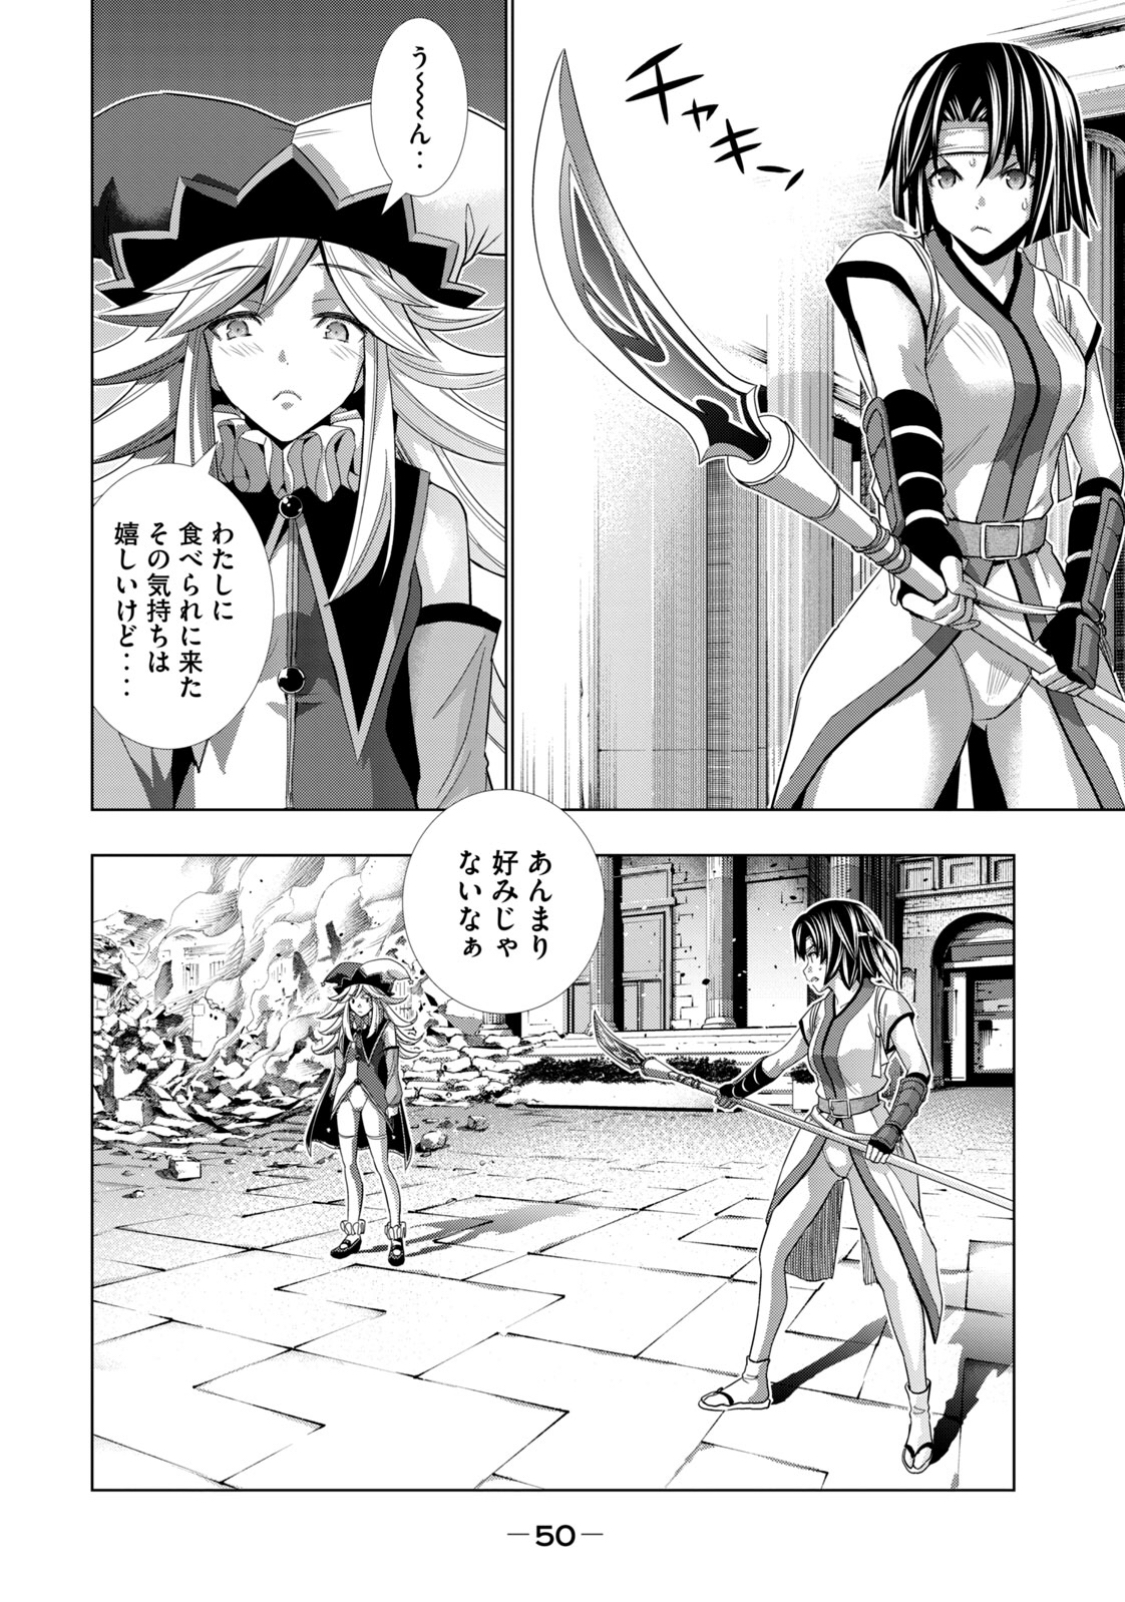 チャキーン
う〜〜ん‥
わたしに
食べられに来た
その気持ちは
嬉しいけど‥‥
あんまり
好みじゃ
ないなぁ
—50—